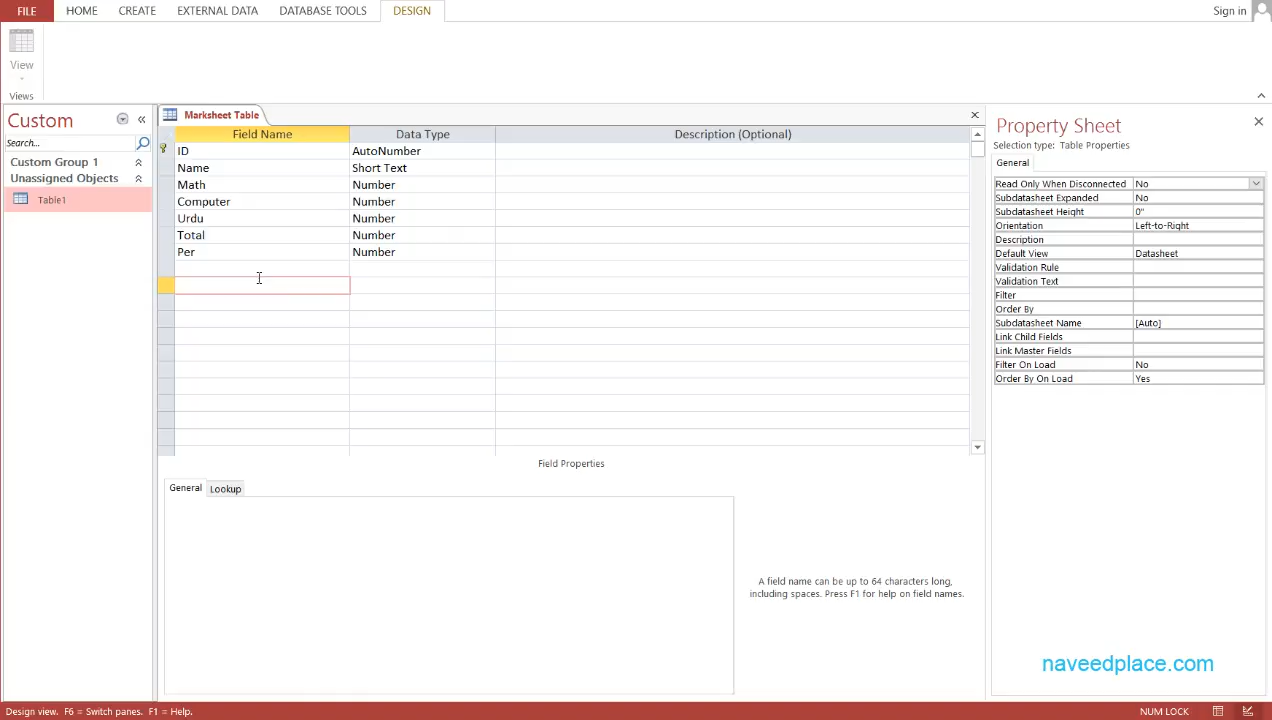 FILE HOME CREATE EXTERNAL DATA DATABASE TOOLS DESIGN Sign in
View
Views
Custom
Search...
Custom Group 1
Unassigned Objects
Table1
Marksheet Table
Field Name Data Type Description (Optional)
ID AutoNumber
Name Short Text
Math Number
Computer Number
Urdu Number
Total Number
Per Number
Field Properties
General Lookup
A field name can be up to 64 characters long,
including spaces. Press F1 for help on field names.
Property Sheet
Selection type: Table Properties
General
Read Only When Disconnected No
Subdatasheet Expanded No
Subdatasheet Height 0"
Orientation Left-to-Right
Description
Default View Datasheet
Validation Rule
Validation Text
Filter
Order By
Subdatasheet Name [Auto]
Link Child Fields
Link Master Fields
Filter On Load No
Order By On Load Yes
naveedplace.com
Design view. F6 = Switch panes. F1 = Help. NUM LOCK